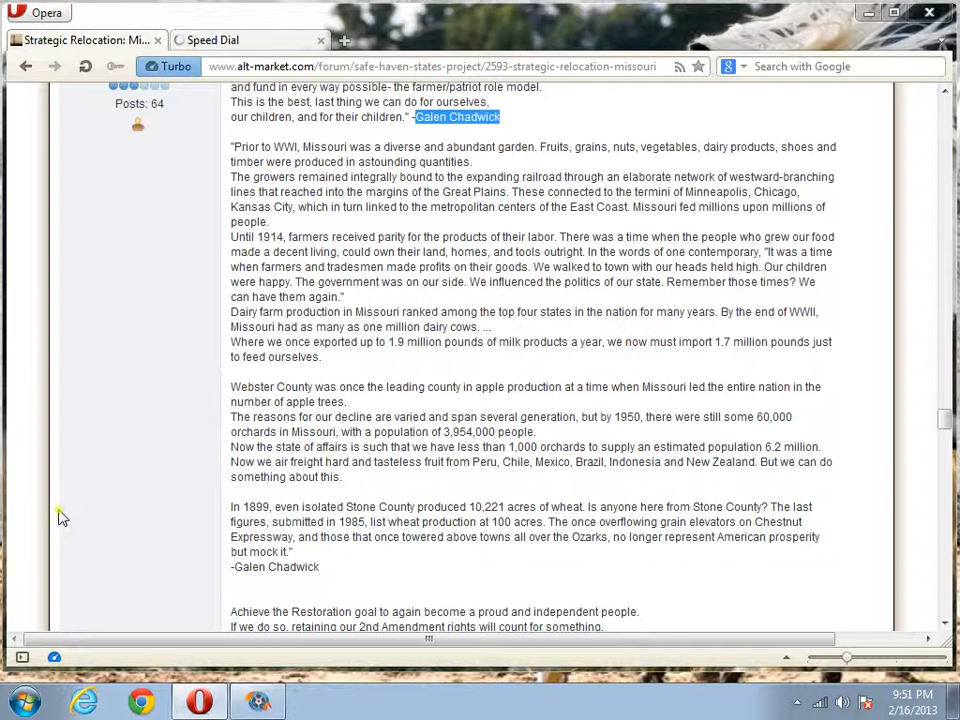 Opera
Strategic Relocation: Mi...
Speed Dial
Turbo
www.alt-market.com/forum/safe-haven-states-project/2593-strategic-relocation-missouri
Search with Google
and fund in every way possible- the farmer/patriot role model.
Posts: 64
This is the best, last thing we can do for ourselves,
our children, and for their children." -Galen Chadwick
"Prior to WWI, Missouri was a diverse and abundant garden. Fruits, grains, nuts, vegetables, dairy products, shoes and
timber were produced in astounding quantities.
The growers remained integrally bound to the expanding railroad through an elaborate network of westward-branching
lines that reached into the margins of the Great Plains. These connected to the termini of Minneapolis, Chicago,
Kansas City, which in turn linked to the metropolitan centers of the East Coast. Missouri fed millions upon millions of
people.
Until 1914, farmers received parity for the products of their labor. There was a time when the people who grew our food
made a decent living, could own their land, homes, and tools outright. In the words of one contemporary, "It was a time
when farmers and tradesmen made profits on their goods. We walked to town with our heads held high. Our children
were happy. The government was on our side. We influenced the politics of our state. Remember those times? We
can have them again."
Dairy farm production in Missouri ranked among the top four states in the nation for many years. By the end of WWII,
Missouri had as many as one million dairy cows. ...
Where we once exported up to 1.9 million pounds of milk products a year, we now must import 1.7 million pounds just
to feed ourselves.
Webster County was once the leading county in apple production at a time when Missouri led the entire nation in the
number of apple trees.
The reasons for our decline are varied and span several generation, but by 1950, there were still some 60,000
orchards in Missouri, with a population of 3,954,000 people.
Now the state of affairs is such that we have less than 1,000 orchards to supply an estimated population 6.2 million.
Now we air freight hard and tasteless fruit from Peru, Chile, Mexico, Brazil, Indonesia and New Zealand. But we can do
something about this.
In 1899, even isolated Stone County produced 10,221 acres of wheat. Is anyone here from Stone County? The last
figures, submitted in 1985, list wheat production at 100 acres. The once overflowing grain elevators on Chestnut
Expressway, and those that once towered above towns all over the Ozarks, no longer represent American prosperity
but mock it."
-Galen Chadwick
Achieve the Restoration goal to again become a proud and independent people.
If we do so, retaining our 2nd Amendment rights will count for something.
9:51 PM
2/16/2013